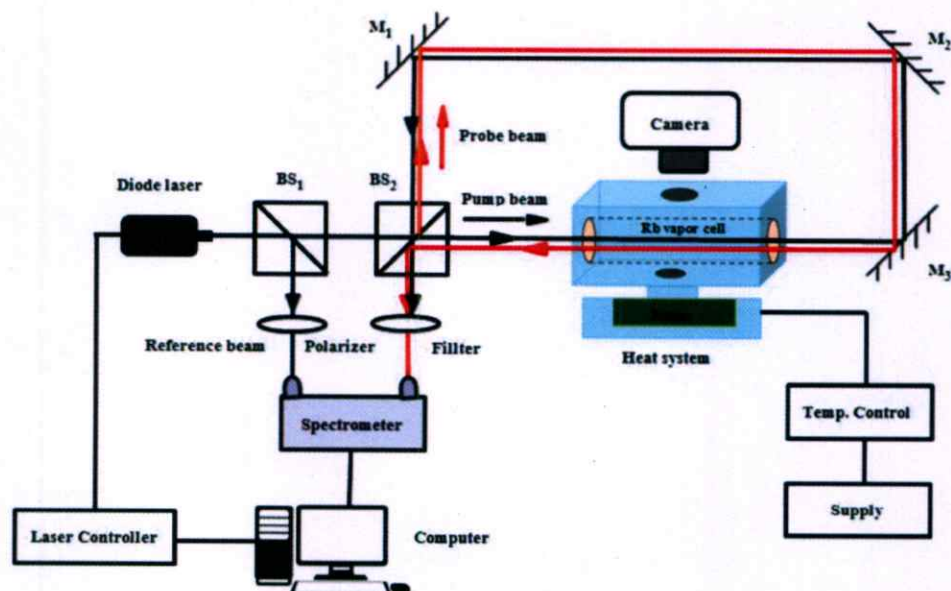 M1
M2
Camera
Probe beam
Diode laser
BS1
BS2
Pump beam
Rb vapor cell
M3
Reference beam
Polarizer
Fillter
Heat system
Temp. Control
Spectrometer
Supply
Laser Controller
Computer